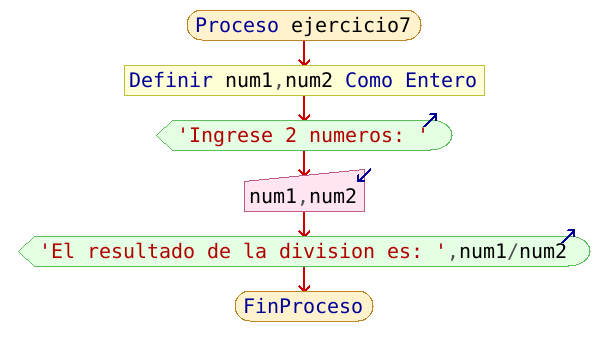 Proceso ejercicio7
Definir num1,num2 Como Entero
'Ingrese 2 numeros: '
num1,num2
'El resultado de la division es: ',num1/num2
FinProceso